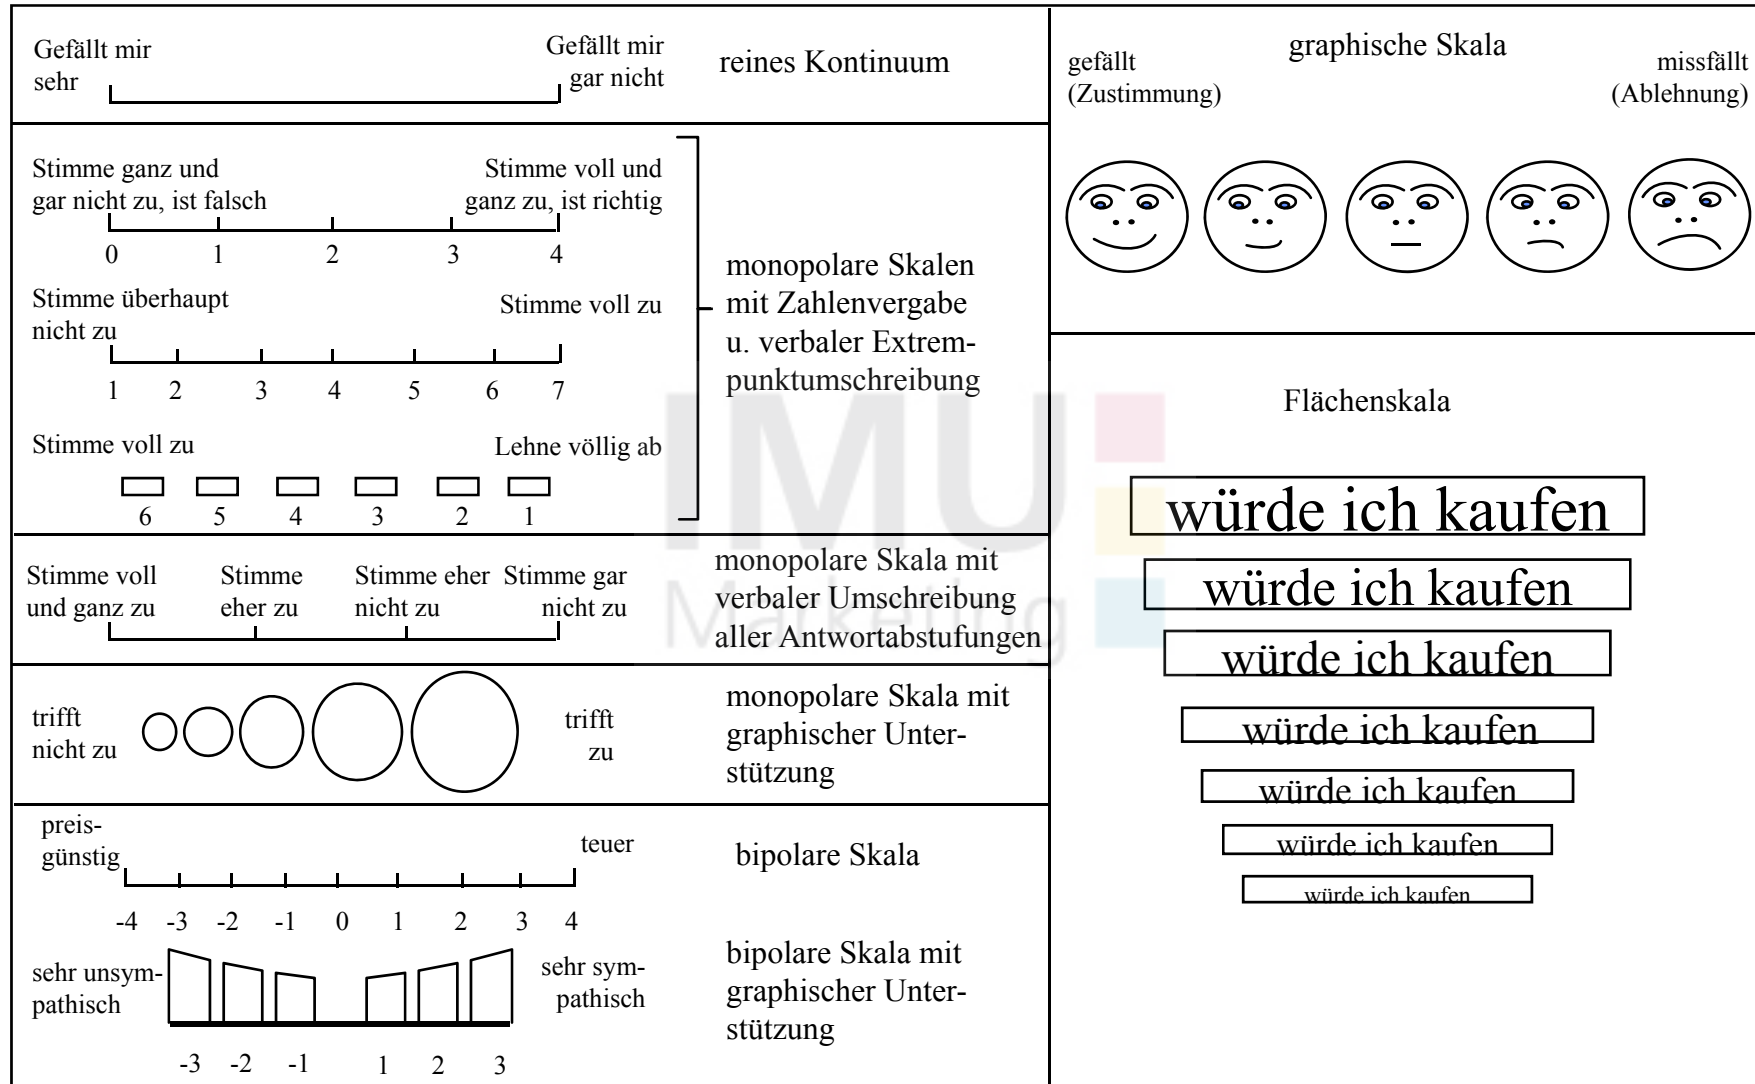 Gefällt mir
sehr
Gefällt mir
gar nicht
reines Kontinuum
Stimme ganz und
gar nicht zu, ist falsch
Stimme voll und
ganz zu, ist richtig
0 1 2 3 4
Stimme überhaupt
nicht zu
Stimme voll zu
1 2 3 4 5 6 7
Stimme voll zu
Lehne völlig ab
6 5 4 3 2 1
monopolare Skalen
mit Zahlenvergabe
u. verbaler Extrem-
punktumschreibung
Stimme voll
und ganz zu
Stimme
eher zu
Stimme eher
nicht zu
Stimme gar
nicht zu
monopolare Skala mit
verbaler Umschreibung
aller Antwortabstufungen
trifft
nicht zu
trifft
zu
monopolare Skala mit
graphischer Unter-
stützung
preis-
günstig
teuer
-4 -3 -2 -1 0 1 2 3 4
bipolare Skala
sehr unsym-
pathisch
sehr sym-
pathisch
-3 -2 -1 1 2 3
bipolare Skala mit
graphischer Unter-
stützung
graphische Skala
gefällt
(Zustimmung)
missfällt
(Ablehnung)
Flächenskala
würde ich kaufen
würde ich kaufen
würde ich kaufen
würde ich kaufen
würde ich kaufen
würde ich kaufen
würde ich kaufen
IMU
Marketing